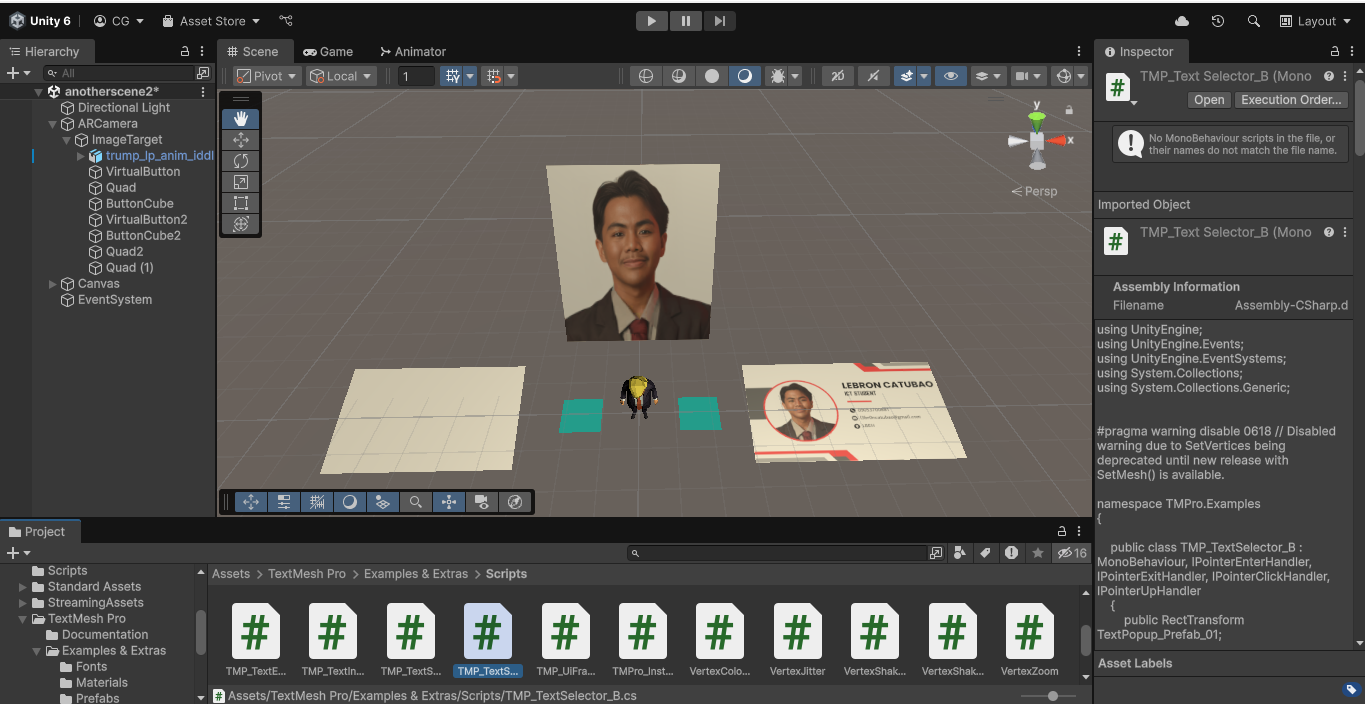 Unity 6
CG
Asset Store
Layout
Hierarchy
All
anotherscene2*
Directional Light
ARCamera
ImageTarget
trump_lp_anim_iddl
VirtualButton
Quad
ButtonCube
VirtualButton2
ButtonCube2
Quad2
Quad (1)
Canvas
EventSystem
Scene
Game
Animator
Pivot
Local
1
2D
y
x
Persp
LEBRON CATUBAO
ICT STUDENT
Inspector
TMP_Text Selector_B (Mono
Open
Execution Order...
No MonoBehaviour scripts in the file, or
their names do not match the file name.
Imported Object
TMP_Text Selector_B (Mono
Assembly Information
Filename Assembly-CSharp.d
using UnityEngine;
using UnityEngine.Events;
using UnityEngine.EventSystems;
using System.Collections;
using System.Collections.Generic;
#pragma warning disable 0618 // Disabled
warning due to SetVertices being
deprecated until new release with
SetMesh() is available.
namespace TMPro.Examples
{
public class TMP_TextSelector_B :
MonoBehaviour, IPointerEnterHandler,
IPointerExitHandler, IPointerClickHandler,
IPointerUpHandler
{
public RectTransform
TextPopup_Prefab_01;
Asset Labels
Project
16
Scripts
Standard Assets
StreamingAssets
TextMesh Pro
Documentation
Examples & Extras
Fonts
Materials
Prefabs
Assets > TextMesh Pro > Examples & Extras > Scripts
TMP_TextE...
TMP_TextIn...
TMP_TextS...
TMP_TextS...
TMP_UiFra...
TMPro_Inst...
VertexColo...
VertexJitter
VertexShak...
VertexShak...
VertexZoom
Assets/TextMesh Pro/Examples & Extras/Scripts/TMP_TextSelector_B.cs